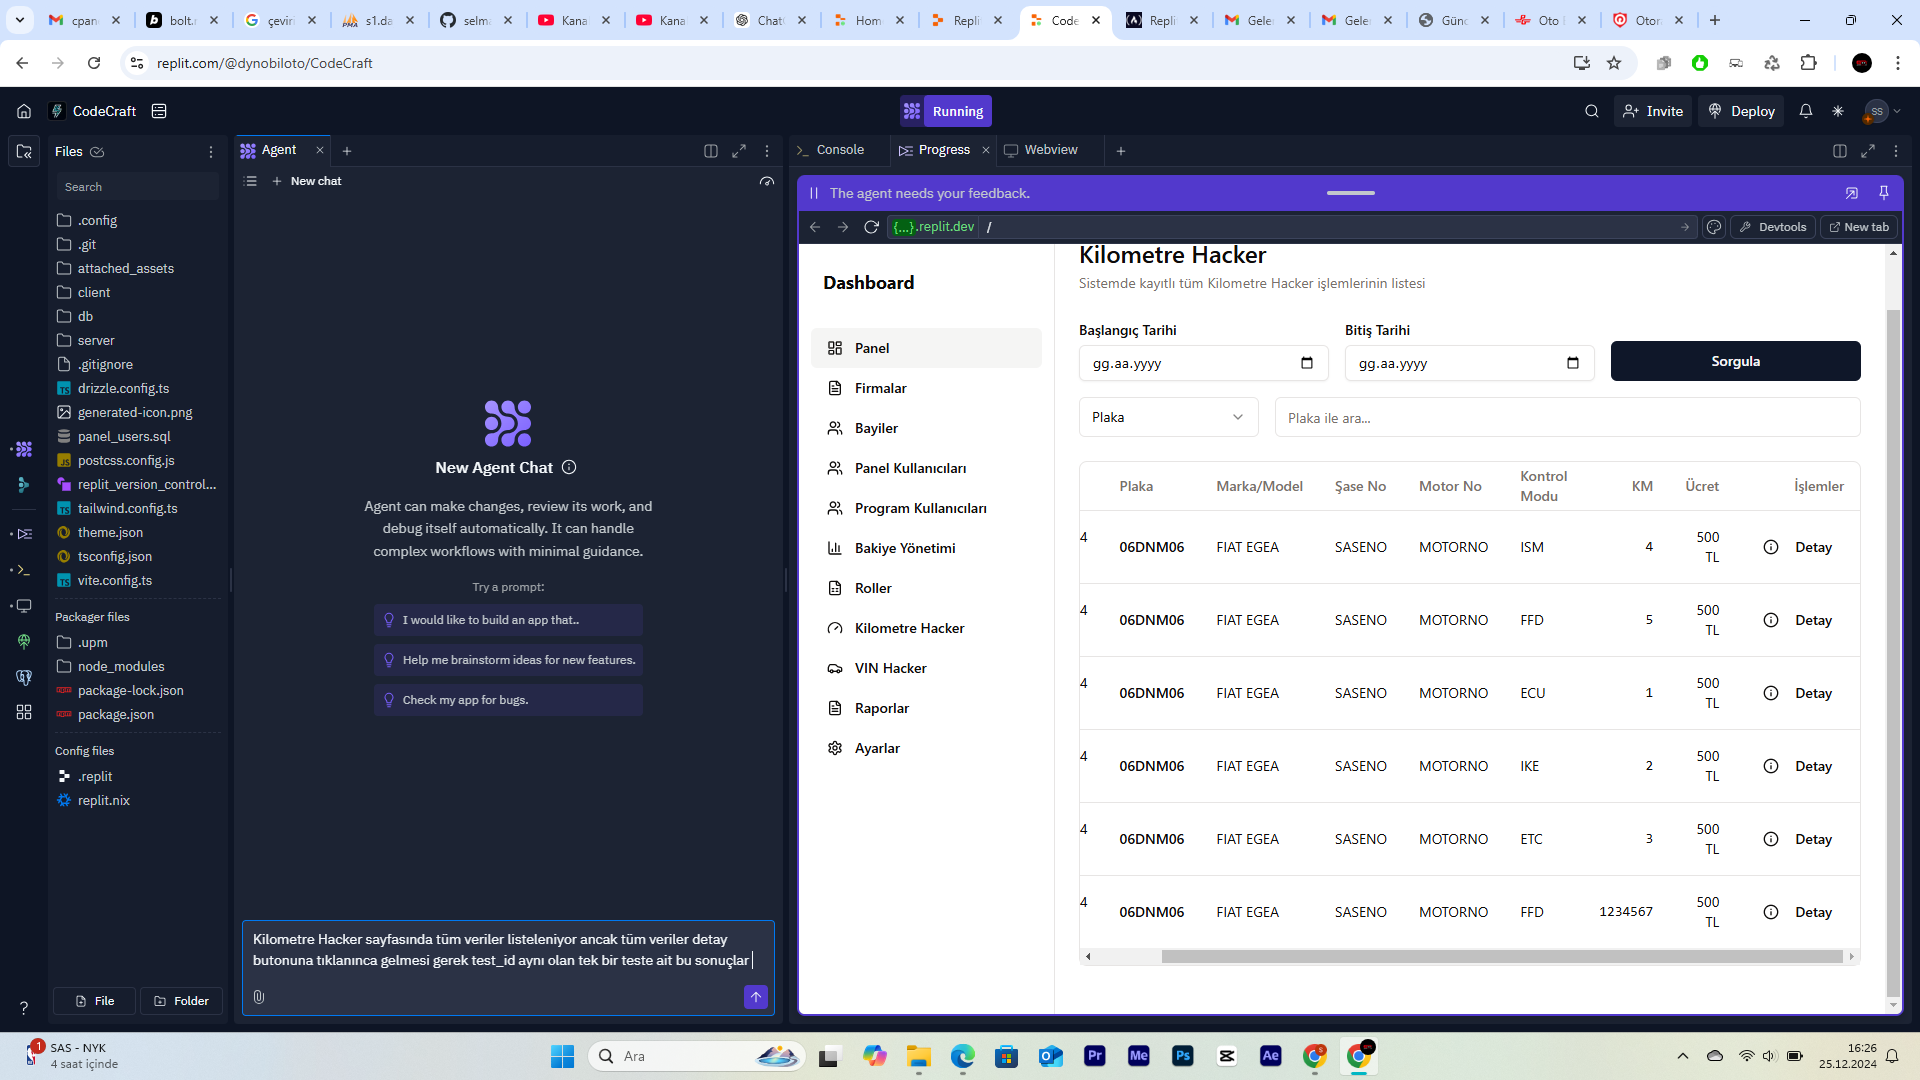 cpan
bolt.
çeviri
s1.da
selm
Kana
Kana
Chat
Hom
Repli
Code
Repli
Gele
Gele
Günc
Oto
Otor
replit.com/@dynobiloto/CodeCraft
CodeCraft
Running
Invite
Deploy
SS
Files
Agent
Console
Progress
Webview
New chat
Search
.config
.git
attached_assets
client
db
server
.gitignore
drizzle.config.ts
generated-icon.png
panel_users.sql
postcss.config.js
replit_version_control...
tailwind.config.ts
theme.json
tsconfig.json
vite.config.ts
Packager files
.upm
node_modules
package-lock.json
package.json
Config files
.replit
replit.nix
File
Folder
New Agent Chat
Agent can make changes, review its work, and
debug itself automatically. It can handle
complex workflows with minimal guidance.
Try a prompt:
I would like to build an app that..
Help me brainstorm ideas for new features.
Check my app for bugs.
Kilometre Hacker sayfasında tüm veriler listeleniyor ancak tüm veriler detay
butonuna tıklanınca gelmesi gerek test_id aynı olan tek bir teste ait bu sonuçlar
The agent needs your feedback.
{...}.replit.dev /
Devtools
New tab
Dashboard
Panel
Firmalar
Bayiler
Panel Kullanıcıları
Program Kullanıcıları
Bakiye Yönetimi
Roller
Kilometre Hacker
VIN Hacker
Raporlar
Ayarlar
Kilometre Hacker
Sistemde kayıtlı tüm Kilometre Hacker işlemlerinin listesi
Başlangıç Tarihi
Bitiş Tarihi
gg.aa.yyyy
gg.aa.yyyy
Sorgula
Plaka
Plaka ile ara...
Plaka Marka/Model Şase No Motor No Kontrol Modu KM Ücret İşlemler
4 06DNM06 FIAT EGEA SASENO MOTORNO ISM 4 500 TL Detay
4 06DNM06 FIAT EGEA SASENO MOTORNO FFD 5 500 TL Detay
4 06DNM06 FIAT EGEA SASENO MOTORNO ECU 1 500 TL Detay
4 06DNM06 FIAT EGEA SASENO MOTORNO IKE 2 500 TL Detay
4 06DNM06 FIAT EGEA SASENO MOTORNO ETC 3 500 TL Detay
4 06DNM06 FIAT EGEA SASENO MOTORNO FFD 1234567 500 TL Detay
1
SAS - NYK
4 saat içinde
Ara
Pr
Me
Ps
Ae
16:26
25.12.2024